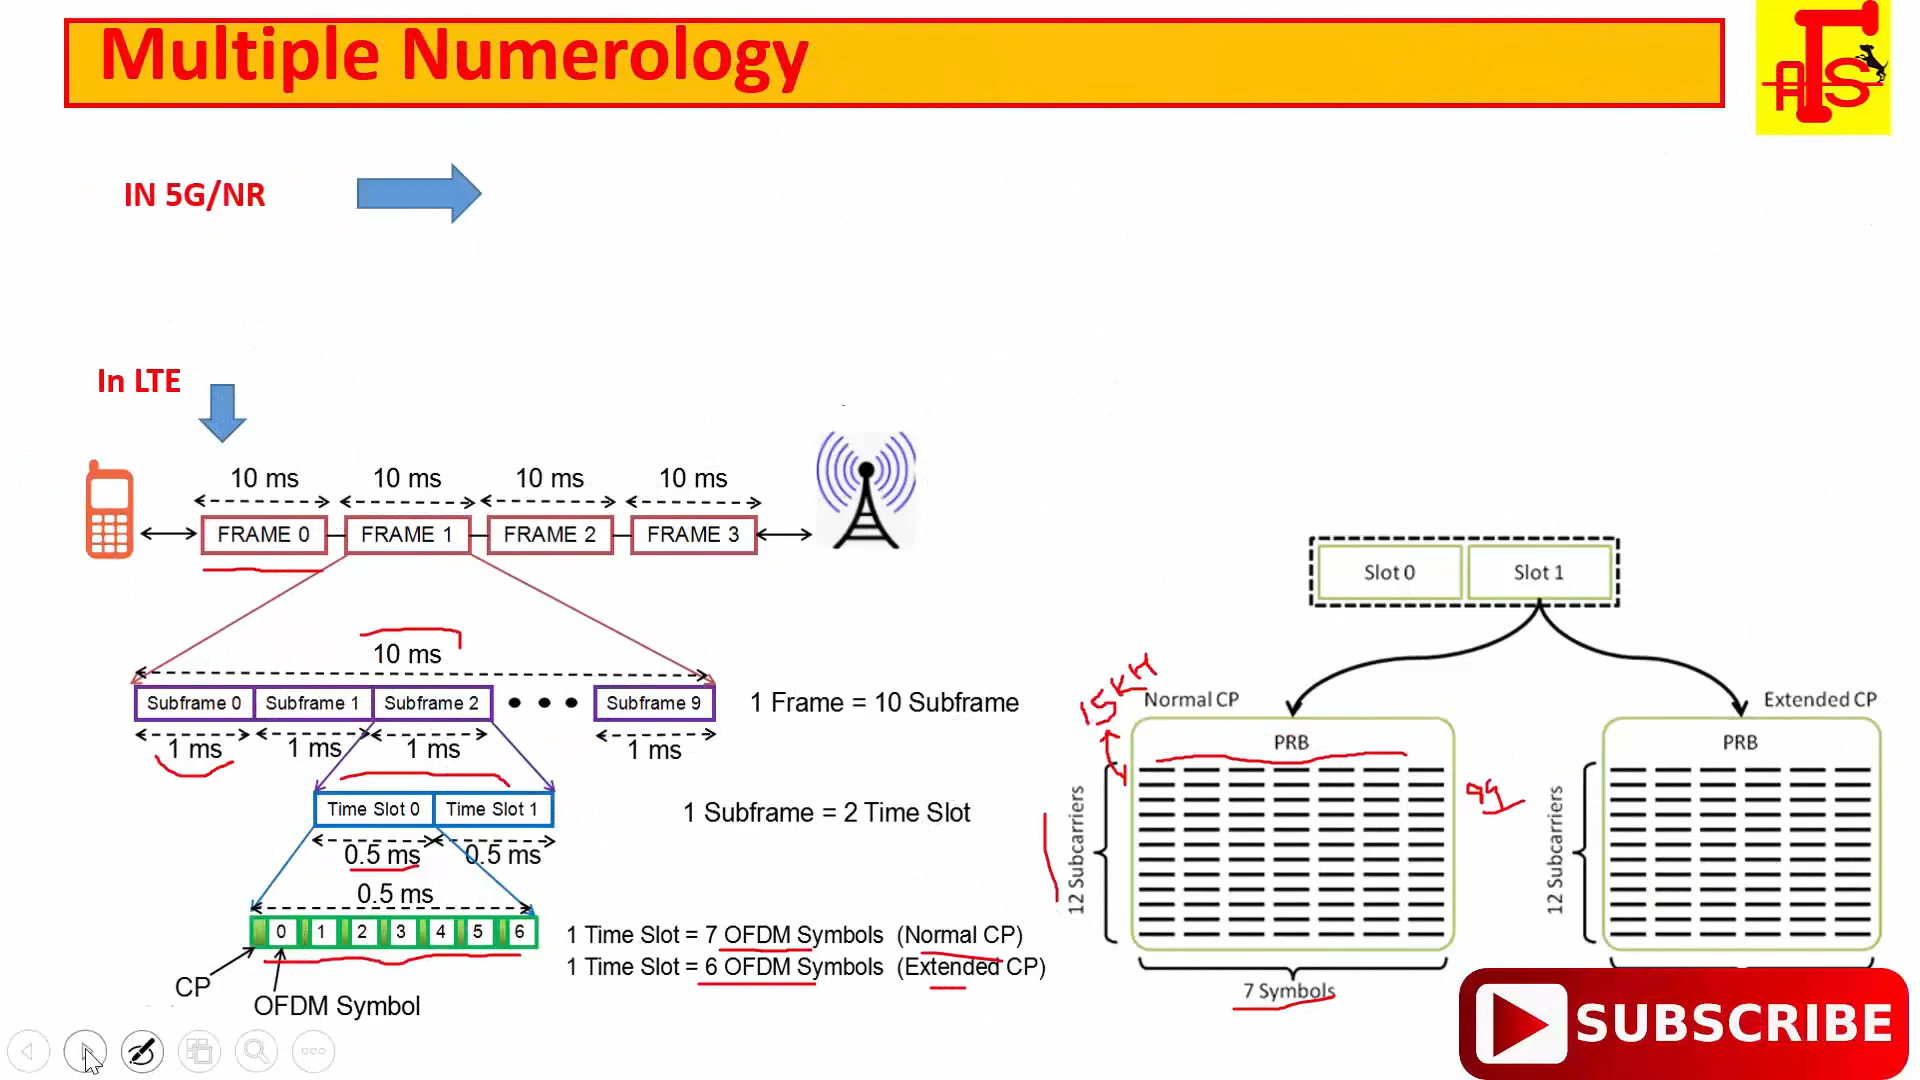 Multiple Numerology
AFS
IN 5G/NR
In LTE
10 ms 10 ms 10 ms 10 ms
FRAME 0 FRAME 1 FRAME 2 FRAME 3
10 ms
Subframe 0 Subframe 1 Subframe 2 Subframe 9
1 Frame = 10 Subframe
1 ms 1 ms 1 ms 1 ms
Time Slot 0 Time Slot 1
1 Subframe = 2 Time Slot
0.5 ms 0.5 ms
0.5 ms
0 1 2 3 4 5 6
1 Time Slot = 7 OFDM Symbols (Normal CP)
1 Time Slot = 6 OFDM Symbols (Extended CP)
CP
OFDM Symbol
Slot 0 Slot 1
15KH
Normal CP
Extended CP
PRB
PRB
12 Subcarriers
12 Subcarriers
7 Symbols
SUBSCRIBE